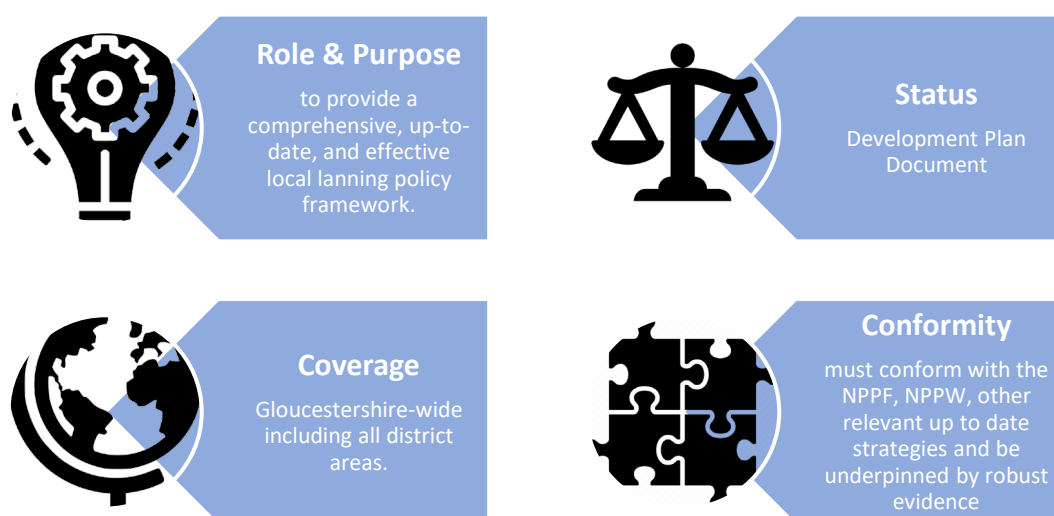 Role & Purpose
to provide a
comprehensive, up-to-
date, and effective
local lanning policy
framework.
Status
Development Plan
Document
Coverage
Gloucestershire-wide
including all district
areas.
Conformity
must conform with the
NPPF, NPPW, other
relevant up to date
strategies and be
underpinned by robust
evidence